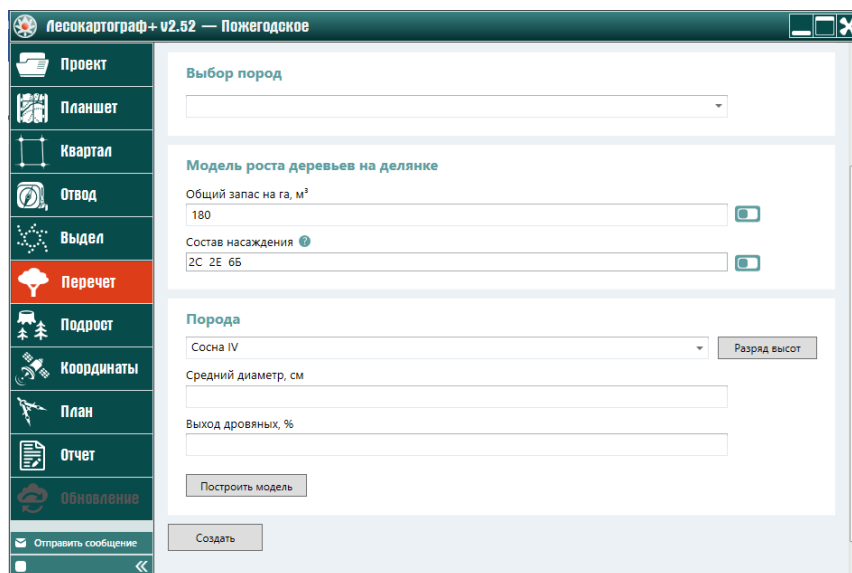 Лесокартограф+ v2.52 — Пожегодское
Проект
Планшет
Квартал
Отвод
Выдел
Перечет
Подрост
Координаты
План
Отчет
Обновление
Отправить сообщение
Выбор пород
Модель роста деревьев на делянке
Общий запас на га, м³
180
Состав насаждения ?
2С 2Е 6Б
Порода
Сосна IV
Разряд высот
Средний диаметр, см
Выход дровяных, %
Построить модель
Создать